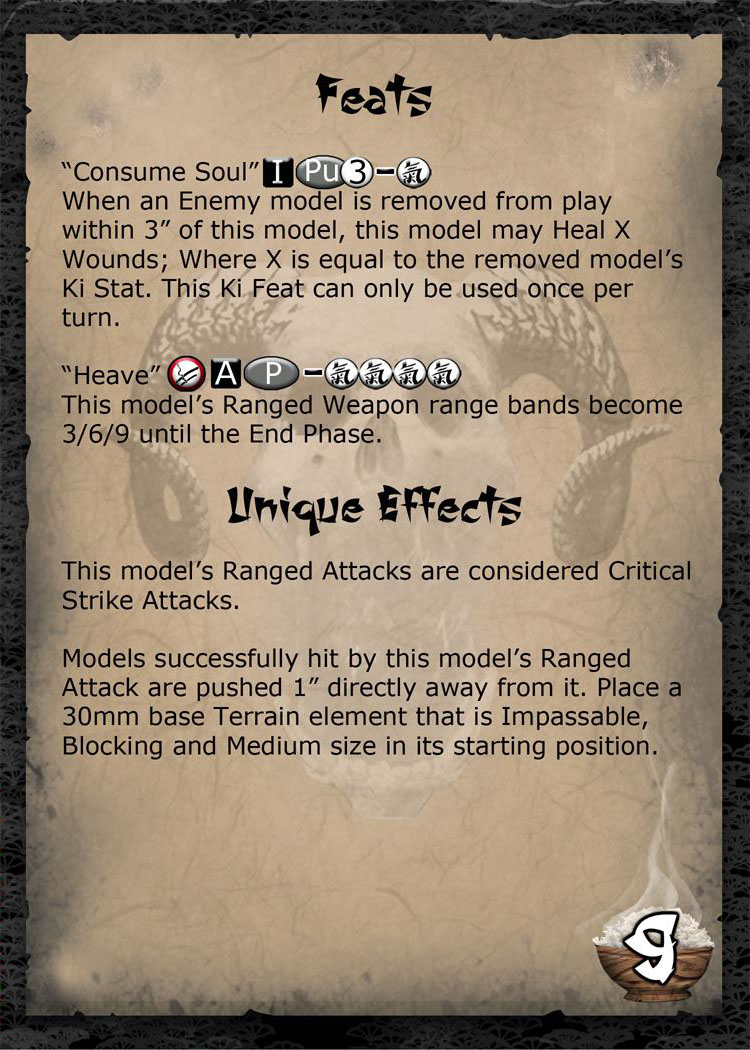 Feats
“Consume Soul” I Pu 3 - 氣
When an Enemy model is removed from play
within 3” of this model, this model may Heal X
Wounds; Where X is equal to the removed model’s
Ki Stat. This Ki Feat can only be used once per
turn.
“Heave” A P - 氣 氣 氣 氣
This model’s Ranged Weapon range bands become
3/6/9 until the End Phase.
Unique Effects
This model’s Ranged Attacks are considered Critical
Strike Attacks.
Models successfully hit by this model’s Ranged
Attack are pushed 1” directly away from it. Place a
30mm base Terrain element that is Impassable,
Blocking and Medium size in its starting position.
9